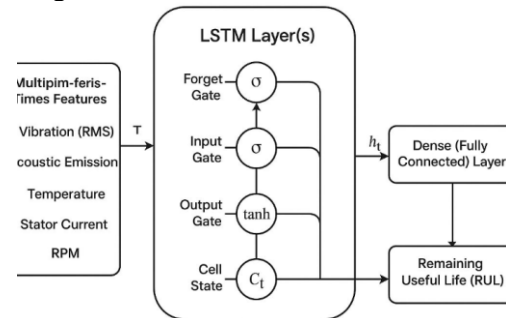 Multipim-feris-
Times Features
Vibration (RMS)
coustic Emission
Temperature
Stator Current
RPM
T
LSTM Layer(s)
Forget
Gate
σ
Input
Gate
σ
Output
Gate
tanh
Cell
State
Ct
ht
Dense (Fully
Connected) Layer
Remaining
Useful Life (RUL)